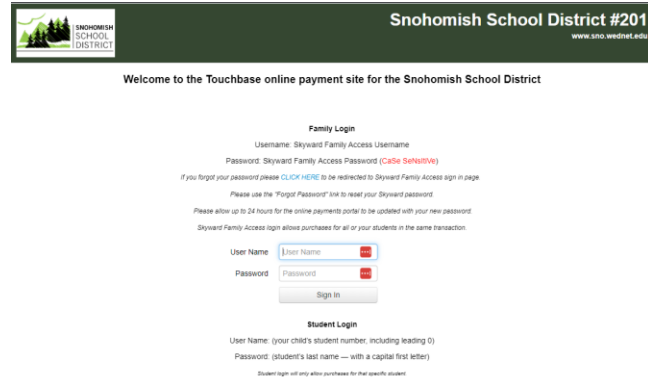 SNOHOMISH
SCHOOL
DISTRICT
Snohomish School District #201
www.sno.wednet.edu
Welcome to the Touchbase online payment site for the Snohomish School District
Family Login
Username: Skyward Family Access Username
Password: Skyward Family Access Password (CaSe SeNsitiVe)
If you forgot your password please CLICK HERE to be redirected to Skyward Family Access sign in page.
Please use the "Forgot Password" link to reset your Skyward password.
Please allow up to 24 hours for the online payments portal to be updated with your new password.
Skyward Family Access login allows purchases for all or your students in the same transaction.
User Name User Name
Password Password
Sign In
Student Login
User Name: (your child's student number, including leading 0)
Password: (student's last name — with a capital first letter)
Student login will only allow purchases for that specific student